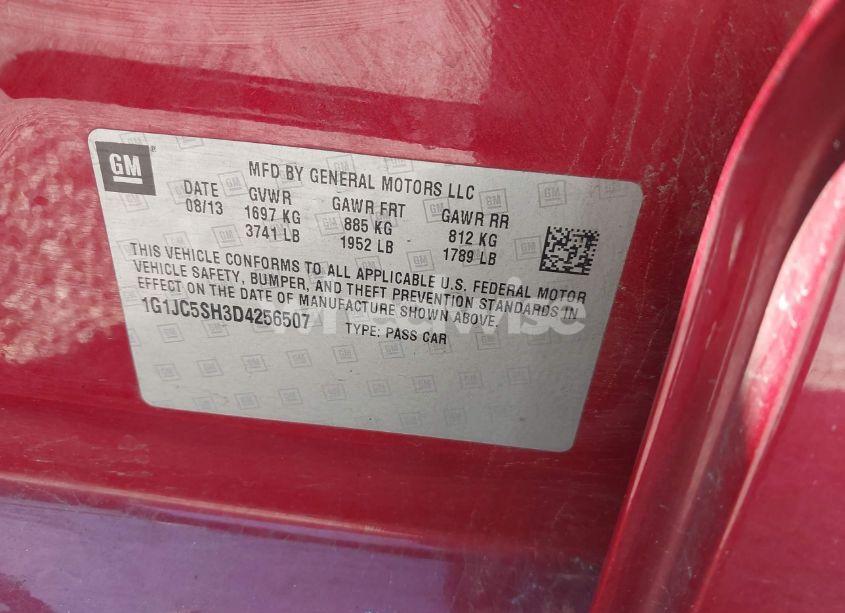 GM
MFD BY GENERAL MOTORS LLC
DATE GVWR GAWR FRT GAWR RR
08/13 1697 KG 885 KG 812 KG
3741 LB 1952 LB 1789 LB
THIS VEHICLE CONFORMS TO ALL APPLICABLE U.S. FEDERAL MOTOR
VEHICLE SAFETY, BUMPER, AND THEFT PREVENTION STANDARDS IN
EFFECT ON THE DATE OF MANUFACTURE SHOWN ABOVE.
1G1JC5SH3D4256507 TYPE: PASS CAR